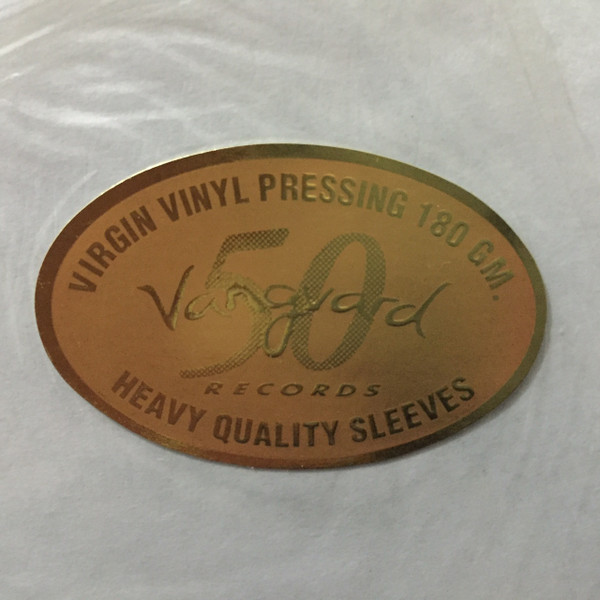 VIRGIN VINYL PRESSING 180 GM.
50
Vanguard
RECORDS
HEAVY QUALITY SLEEVES